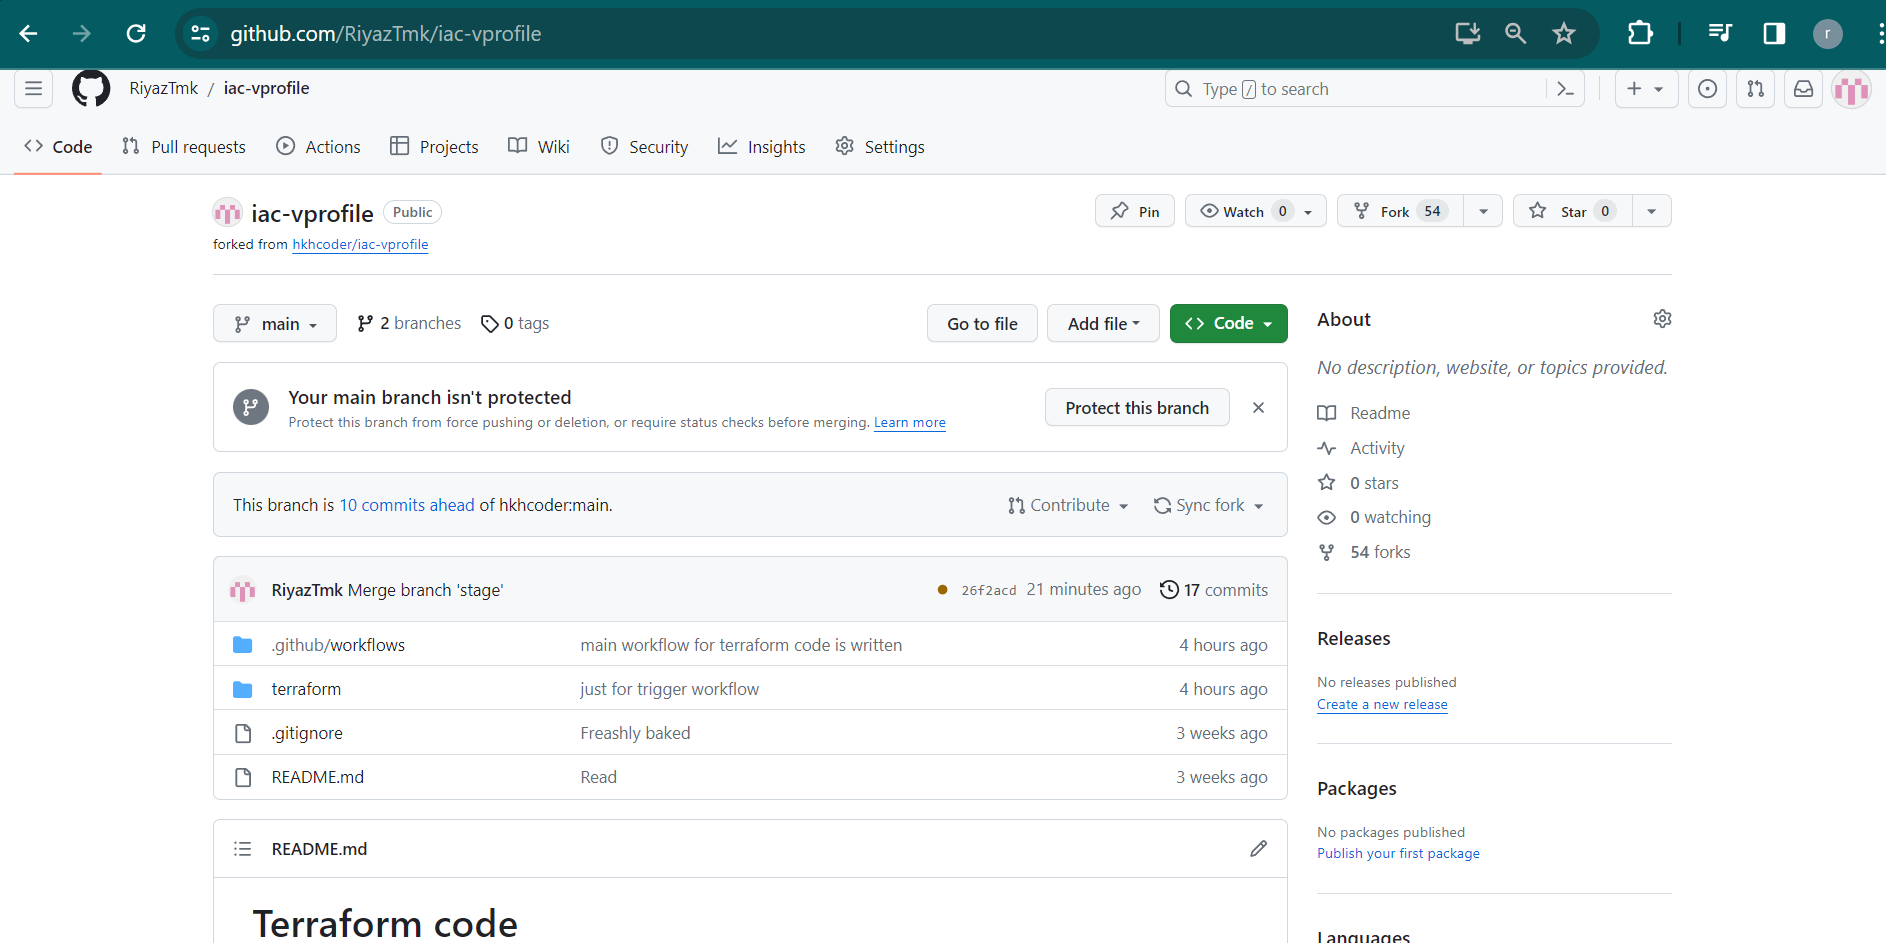 github.com/RiyazTmk/iac-vprofile
r
RiyazTmk / iac-vprofile
Type / to search
Code
Pull requests
Actions
Projects
Wiki
Security
Insights
Settings
iac-vprofile Public
Pin
Watch 0
Fork 54
Star 0
forked from hkhcoder/iac-vprofile
main
2 branches
0 tags
Go to file
Add file
Code
Your main branch isn't protected
Protect this branch from force pushing or deletion, or require status checks before merging. Learn more
Protect this branch
This branch is 10 commits ahead of hkhcoder:main.
Contribute
Sync fork
RiyazTmk Merge branch 'stage'
26f2acd 21 minutes ago
17 commits
.github/workflows
main workflow for terraform code is written
4 hours ago
terraform
just for trigger workflow
4 hours ago
.gitignore
Freashly baked
3 weeks ago
README.md
Read
3 weeks ago
README.md
Terraform code
About
No description, website, or topics provided.
Readme
Activity
0 stars
0 watching
54 forks
Releases
No releases published
Create a new release
Packages
No packages published
Publish your first package
Languages